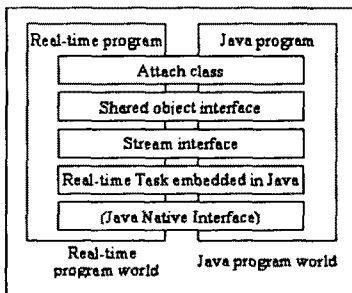 Real-time program
Java program
Attach class
Shared object interface
Stream interface
Real-time Task embedded in Java
(Java Native Interface)
Real-time
program world
Java program world